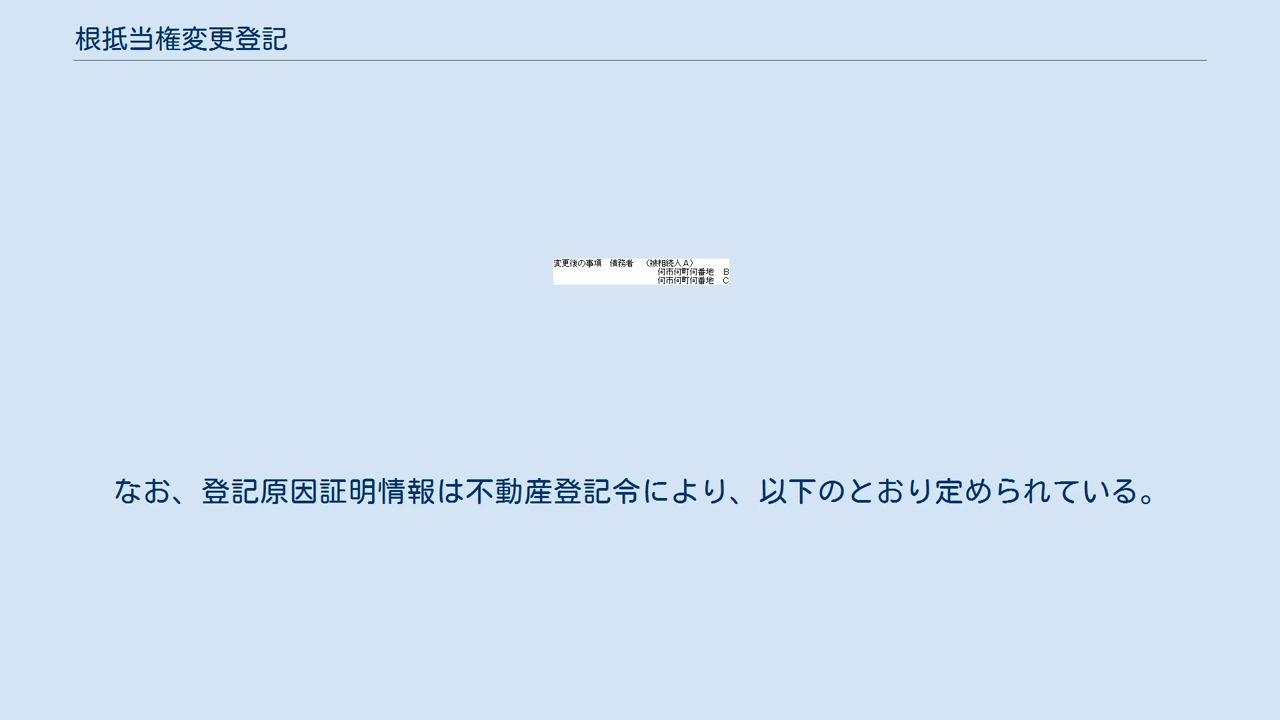 根抵当権変更登記
変更後の事項　債務者　（被相続人Ａ）
何市何町何番地　Ｂ
何市何町何番地　Ｃ
なお、登記原因証明情報は不動産登記令により、以下のとおり定められている。